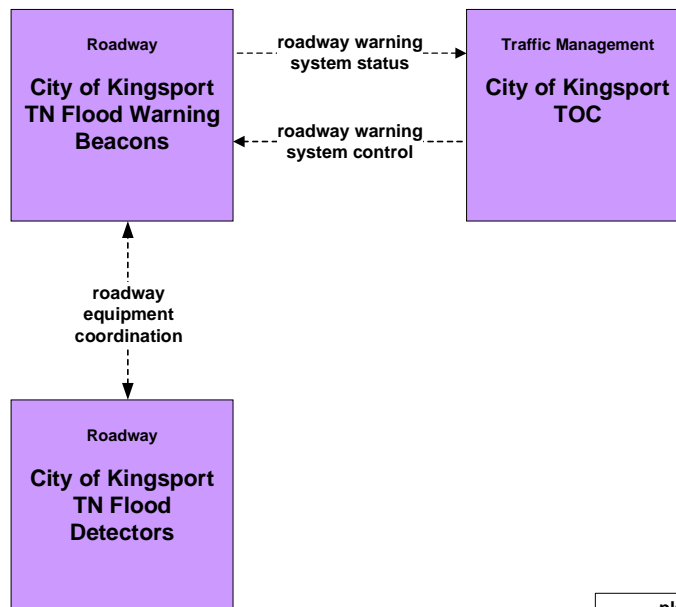 Roadway
City of Kingsport
TN Flood Warning
Beacons
roadway warning
system status
Traffic Management
City of Kingsport
TOC
roadway warning
system control
roadway
equipment
coordination
Roadway
City of Kingsport
TN Flood
Detectors